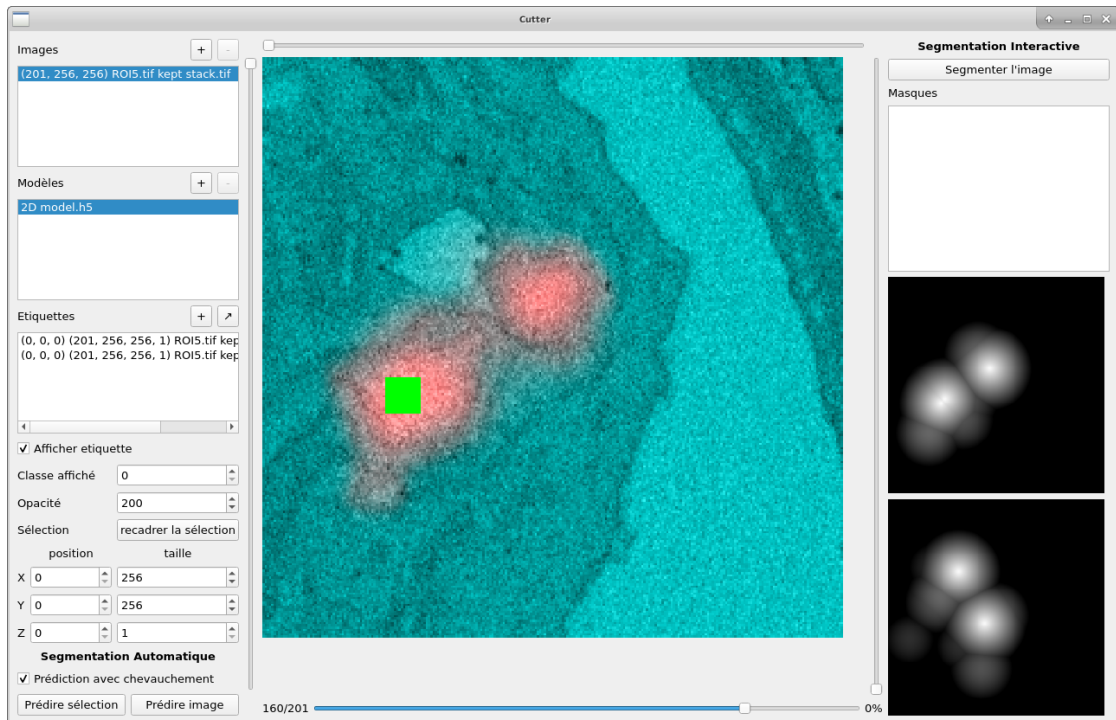 Cutter
Images
+
-
(201, 256, 256) ROI5.tif kept stack.tif
Modèles
+
-
2D model.h5
Etiquettes
+
↗
(0, 0, 0) (201, 256, 256, 1) ROI5.tif kep
(0, 0, 0) (201, 256, 256, 1) ROI5.tif kep
Afficher etiquette
Classe affiché 0
Opacité 200
Sélection recadrer la sélection
position taille
X 0 256
Y 0 256
Z 0 1
Segmentation Automatique
Prédiction avec chevauchement
Prédire sélection Prédire image
160/201 0%
Segmentation Interactive
Segmenter l'image
Masques